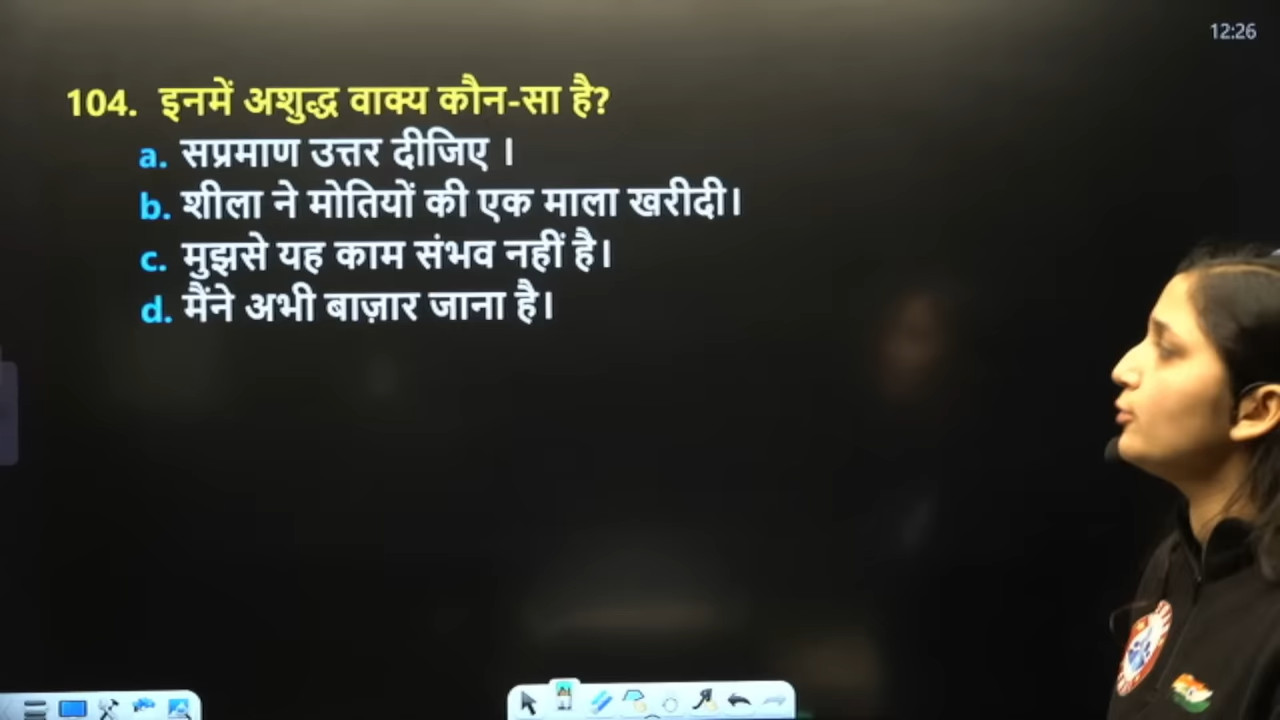 12:26
104. इनमें अशुद्ध वाक्य कौन-सा है?
a. सप्रमाण उत्तर दीजिए ।
b. शीला ने मोतियों की एक माला खरीदी।
c. मुझसे यह काम संभव नहीं है।
d. मैंने अभी बाज़ार जाना है।